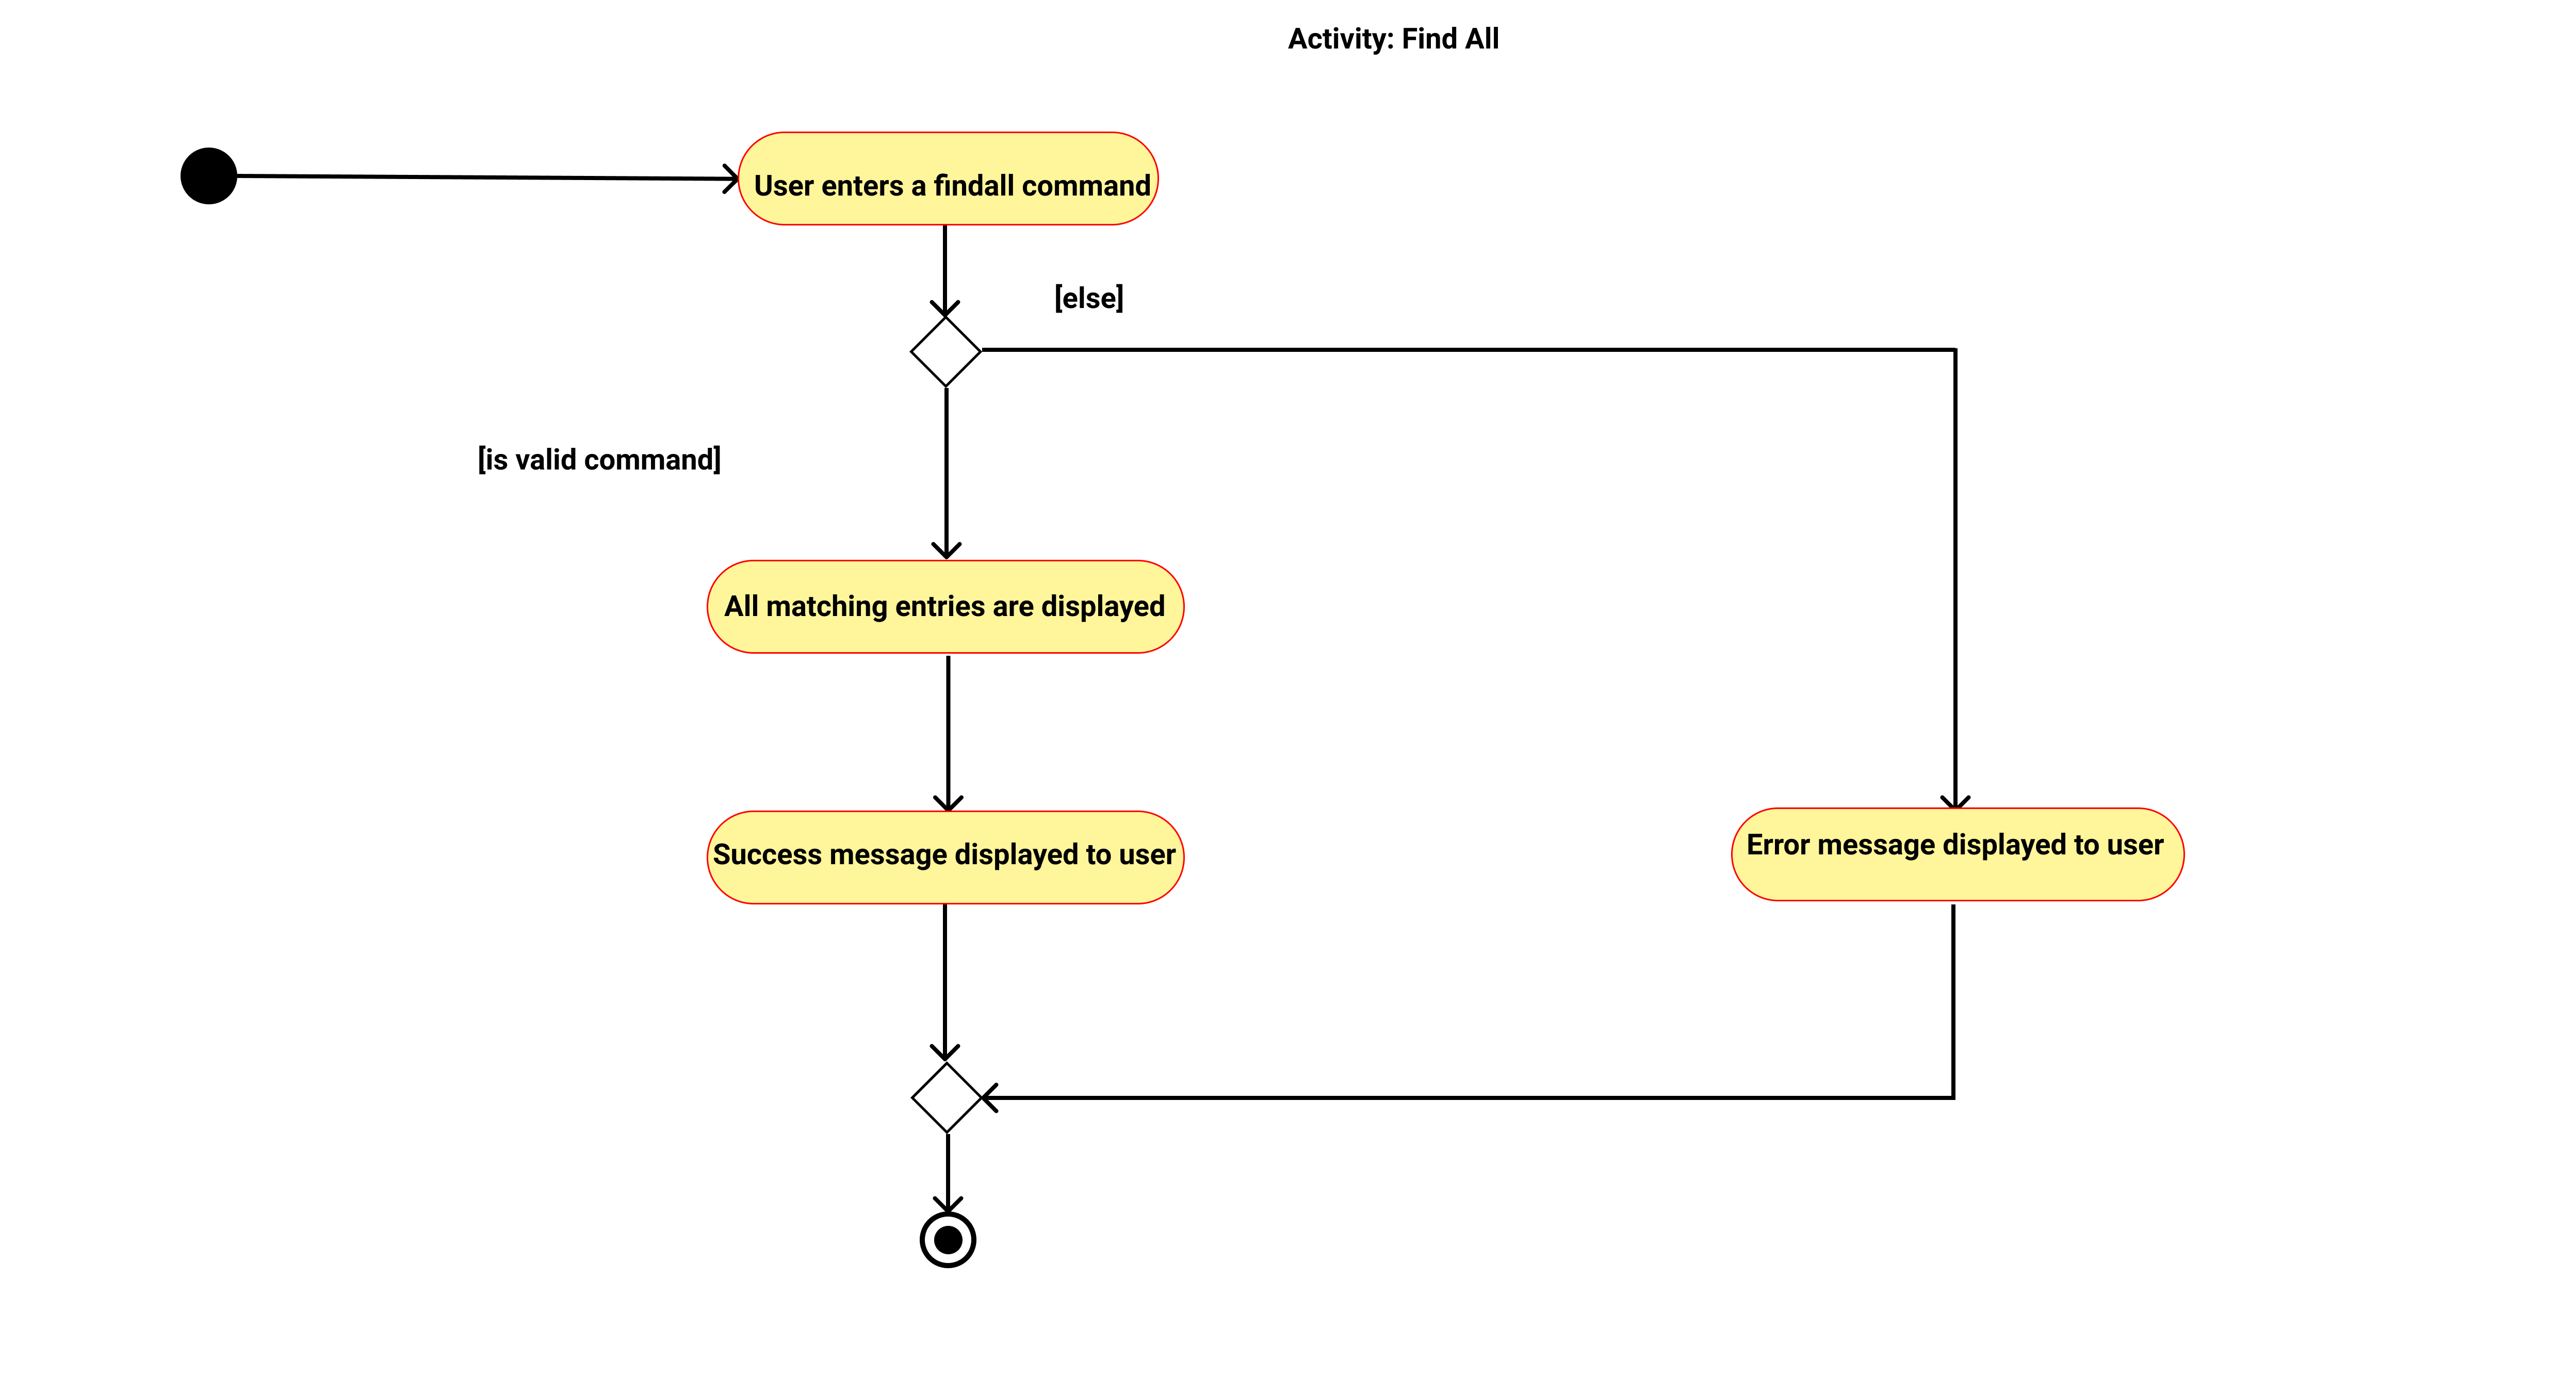 Activity: Find All
User enters a findall command
[else]
[is valid command]
All matching entries are displayed
Success message displayed to user
Error message displayed to user